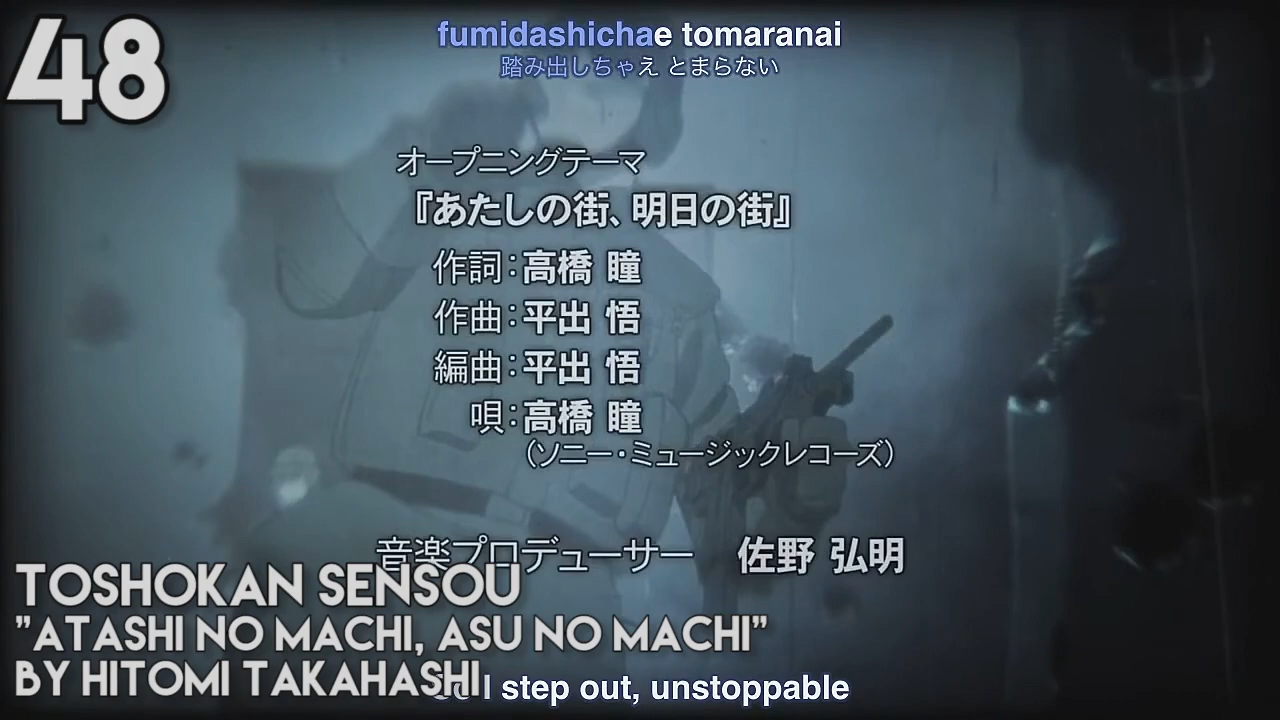 48
fumidashichae tomaranai
踏み出しちゃえ とまらない
オープニングテーマ
『あたしの街、明日の街』
作詞:高橋 瞳
作曲:平出 悟
編曲:平出 悟
唄:高橋 瞳
(ソニー・ミュージックレコーズ)
音楽プロデューサー 佐野 弘明
TOSHOKAN SENSOU
"ATASHI NO MACHI, ASU NO MACHI"
BY HITOMI TAKAHASHI
So I step out, unstoppable